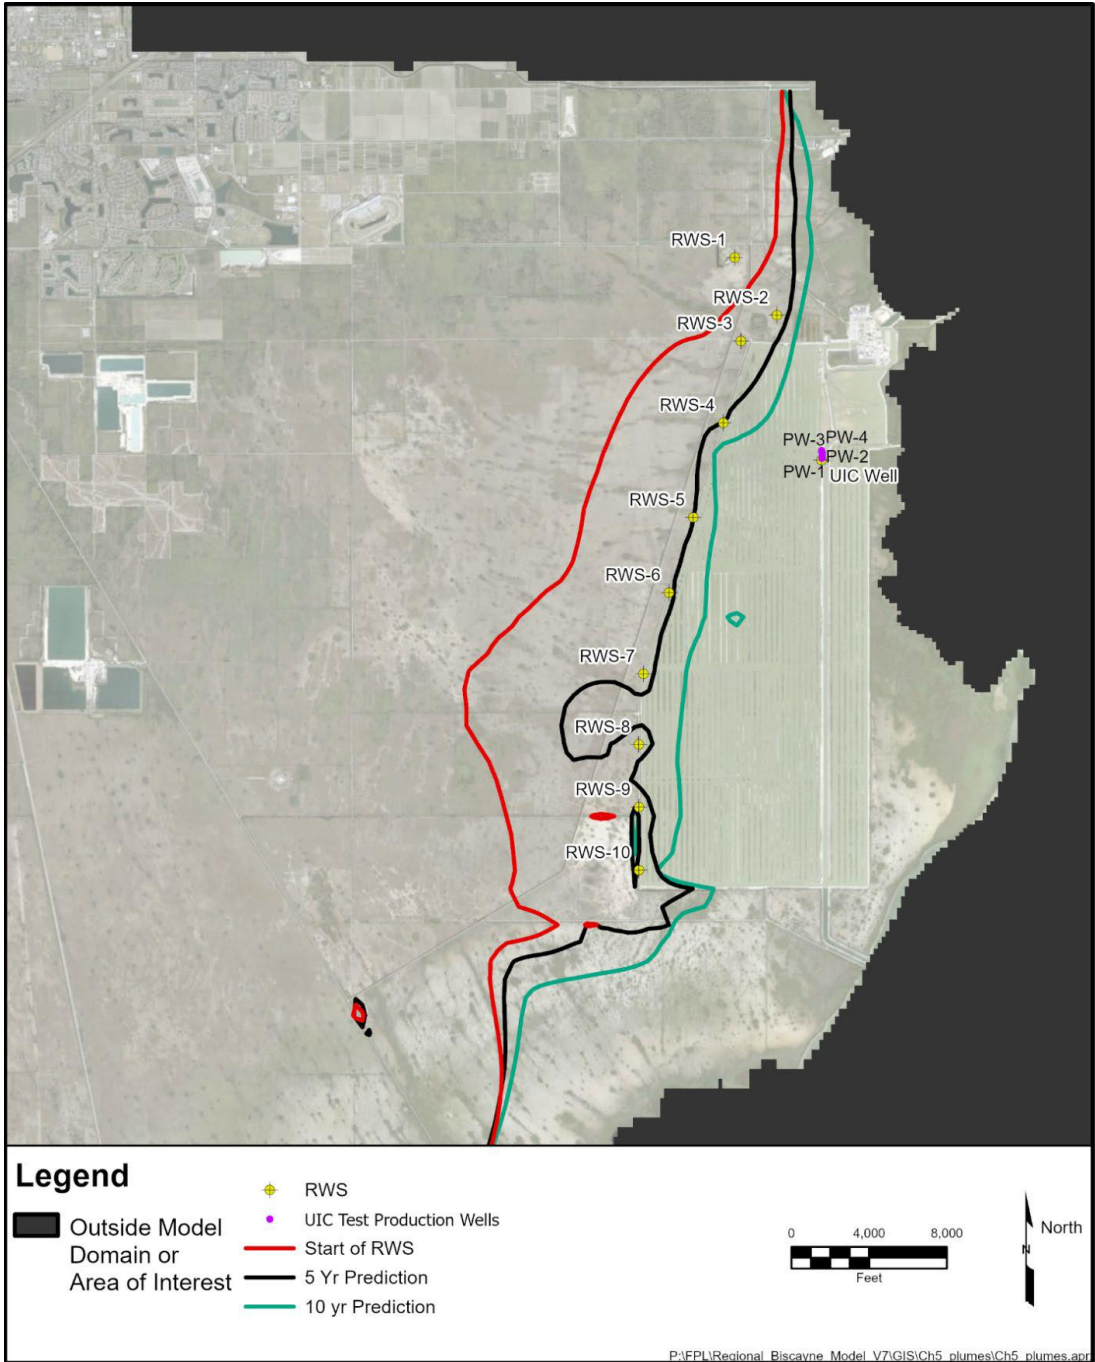 RWS-1
RWS-2
RWS-3
RWS-4
PW-3 PW-4
PW-2
PW-1 UIC Well
RWS-5
RWS-6
RWS-7
RWS-8
RWS-9
RWS-10
Legend
Outside Model
Domain or
Area of Interest
RWS
UIC Test Production Wells
Start of RWS
5 Yr Prediction
10 yr Prediction
0 4,000 8,000
Feet
N
North
P:\FPL\Regional_Biscayne_Model_V7\GIS\Ch5_plumes\Ch5_plumes.apr